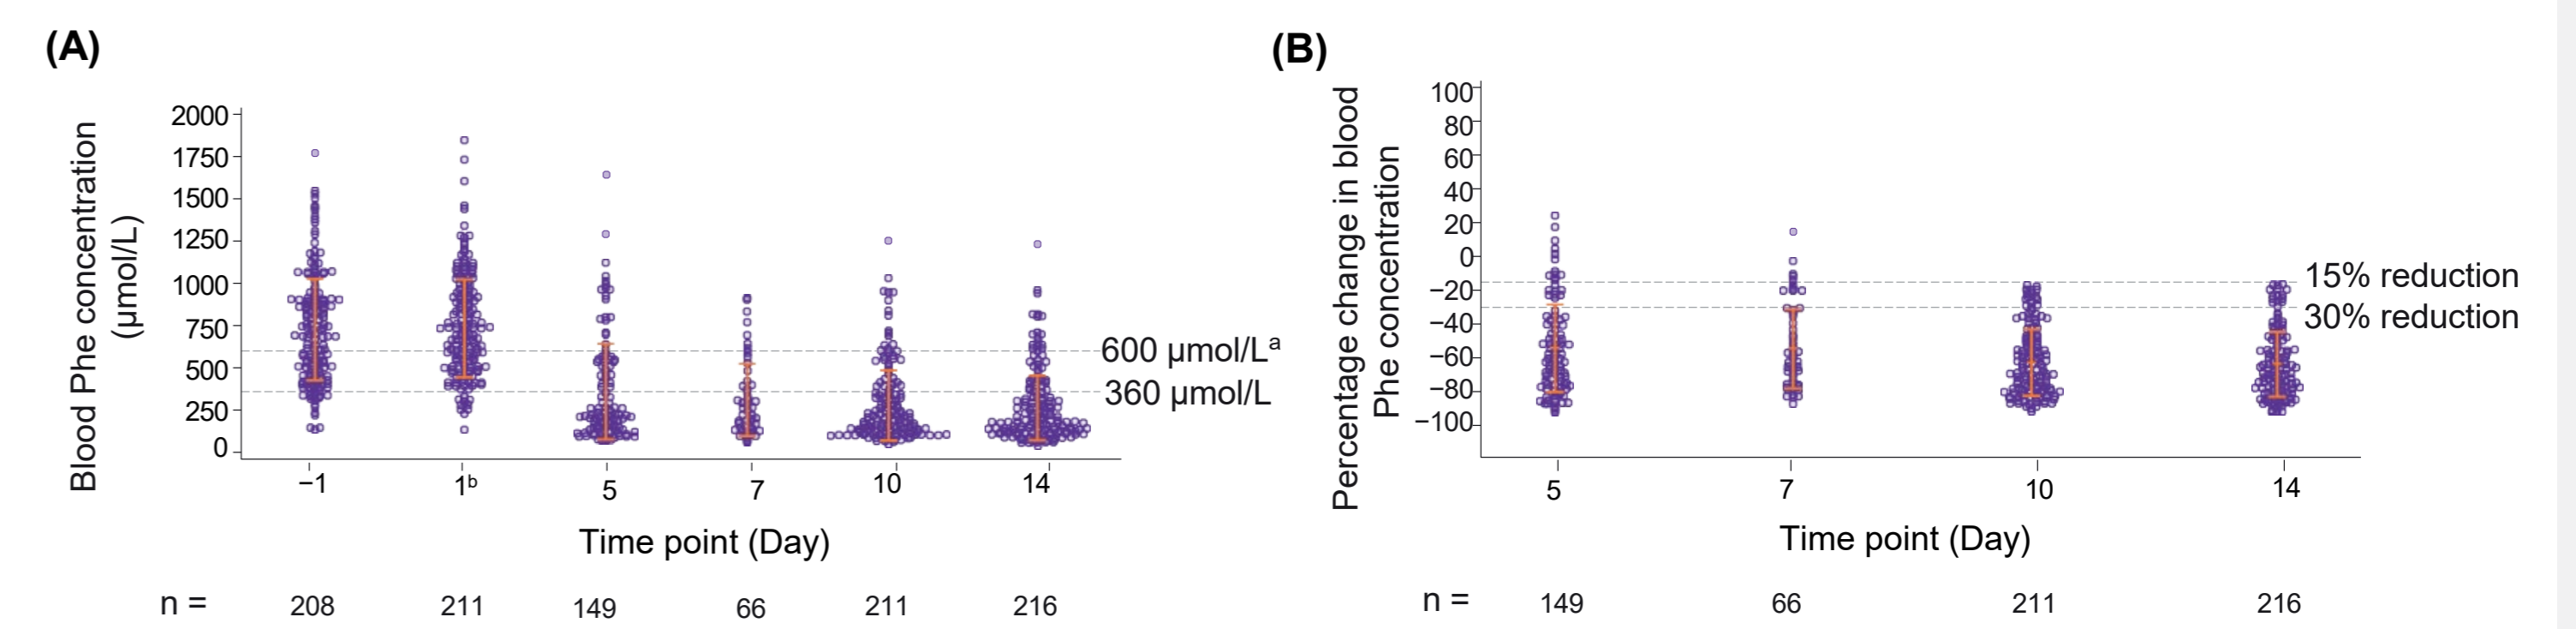 (A)
Blood Phe concentration
(μmol/L)
2000
1750
1500
1250
1000
750
500
250
0
600 μmol/Lᵃ
360 μmol/L
−1
1ᵇ
5
7
10
14
Time point (Day)
n = 208 211 149 66 211 216
(B)
Percentage change in blood
Phe concentration
100
80
60
40
20
0
−20
−40
−60
−80
−100
15% reduction
30% reduction
5
7
10
14
Time point (Day)
n = 149 66 211 216